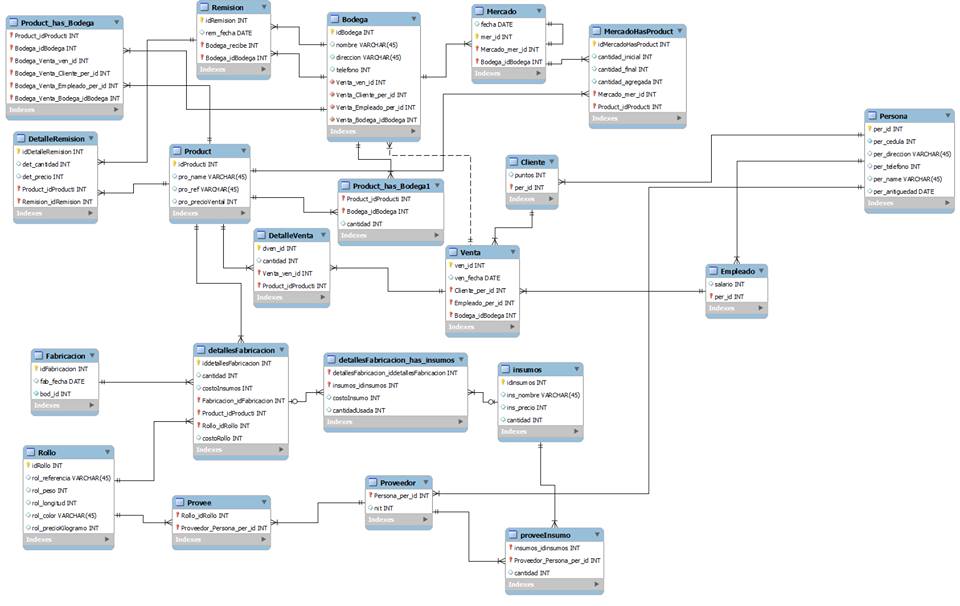 Product_has_Bodega
Product_idProducti INT
Bodega_idBodega INT
Bodega_Venta_ven_id INT
Bodega_Venta_Cliente_per_id INT
Bodega_Venta_Empleado_per_id INT
Bodega_Venta_Bodega_idBodega INT
Indexes
Remision
idRemision INT
rem_fecha DATE
Bodega_recibe INT
Bodega_idBodega INT
Indexes
Bodega
idBodega INT
nombre VARCHAR(45)
direccion VARCHAR(45)
telefono INT
Venta_ven_id INT
Venta_Cliente_per_id INT
Venta_Empleado_per_id INT
Venta_Bodega_idBodega INT
Indexes
Mercado
fecha DATE
mer_id INT
Mercado_mer_id INT
Bodega_idBodega INT
Indexes
MercadoHasProduct
idMercadoHasProduct INT
cantidad_inicial INT
cantidad_final INT
cantidad_agregada INT
Mercado_mer_id INT
Product_idProducti INT
Indexes
Persona
per_id INT
per_cedula INT
per_direccion VARCHAR(45)
per_telefono INT
per_name VARCHAR(45)
per_antiguedad DATE
Indexes
DetalleRemision
idDetalleRemision INT
det_cantidad INT
det_precio INT
Product_idProducti INT
Remision_idRemision INT
Indexes
Product
idProducti INT
pro_name VARCHAR(45)
pro_ref VARCHAR(45)
pro_precioVental INT
Indexes
Product_has_Bodega1
Product_idProducti INT
Bodega_idBodega INT
cantidad INT
Indexes
Cliente
puntos INT
per_id INT
Indexes
DetalleVenta
dven_id INT
cantidad INT
Venta_ven_id INT
Product_idProducti INT
Indexes
Venta
ven_id INT
ven_fecha DATE
Cliente_per_id INT
Empleado_per_id INT
Bodega_idBodega INT
Indexes
Empleado
salario INT
per_id INT
Indexes
Fabricacion
idFabricacion INT
fab_fecha DATE
bod_id INT
Indexes
detallesFabricacion
iddetallesFabricacion INT
cantidad INT
costoInsumos INT
Fabricacion_idFabricacion INT
Product_idProducti INT
Rollo_idRollo INT
costoRollo INT
Indexes
detallesFabricacion_has_insumos
detallesFabricacion_iddetallesFabricacion INT
insumos_idinsumos INT
costoInsumo INT
cantidadUsada INT
Indexes
insumos
idinsumos INT
ins_nombre VARCHAR(45)
ins_precio INT
cantidad INT
Indexes
Rollo
idRollo INT
rol_referencia VARCHAR(45)
rol_peso INT
rol_longitud INT
rol_color VARCHAR(45)
rol_precioKilogramo INT
Indexes
Provee
Rollo_idRollo INT
Proveedor_Persona_per_id INT
Indexes
Proveedor
Persona_per_id INT
nit INT
Indexes
proveeInsumo
insumos_idinsumos INT
Proveedor_Persona_per_id INT
cantidad INT
Indexes